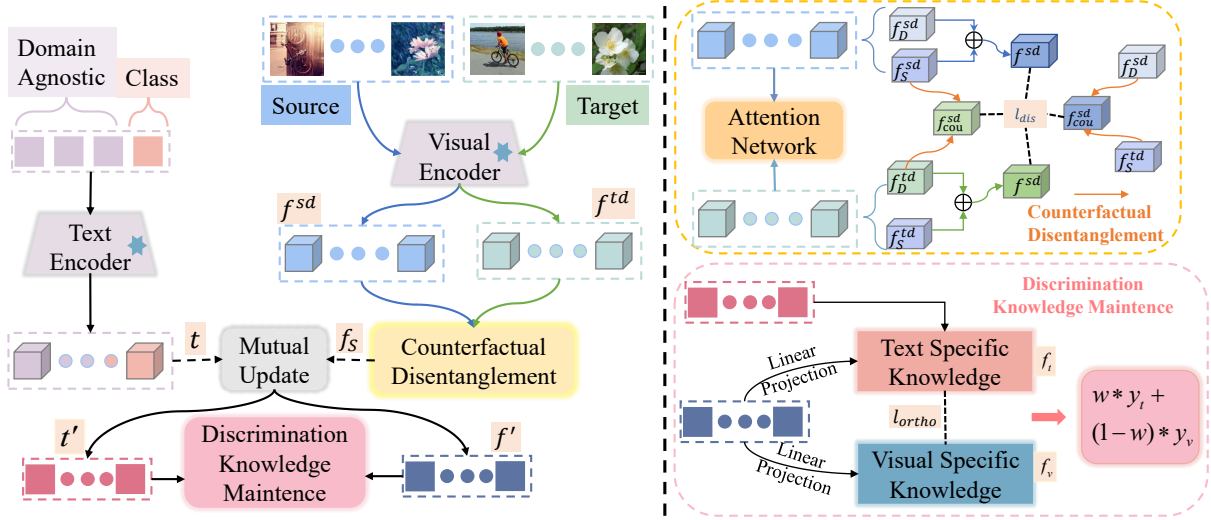 Domain
Agnostic
Class
Source
Target
Visual
Encoder
f^{sd}
f^{td}
Text
Encoder
t
Mutual
Update
f_S
Counterfactual
Disentanglement
t′
Discrimination
Knowledge
Maintence
f′
f_D^{sd}
f_S^{sd}
f^{sd}
f_D^{sd}
Attention
Network
f_{cou}^{sd}
l_{dis}
f_{cou}^{sd}
f_S^{td}
f_D^{td}
f^{sd}
f_S^{td}
Counterfactual
Disentanglement
Discrimination
Knowledge Maintence
Linear
Projection
Text Specific
Knowledge
f_t
l_{ortho}
w * y_t +
(1 − w) * y_v
Linear
Projection
Visual Specific
Knowledge
f_v